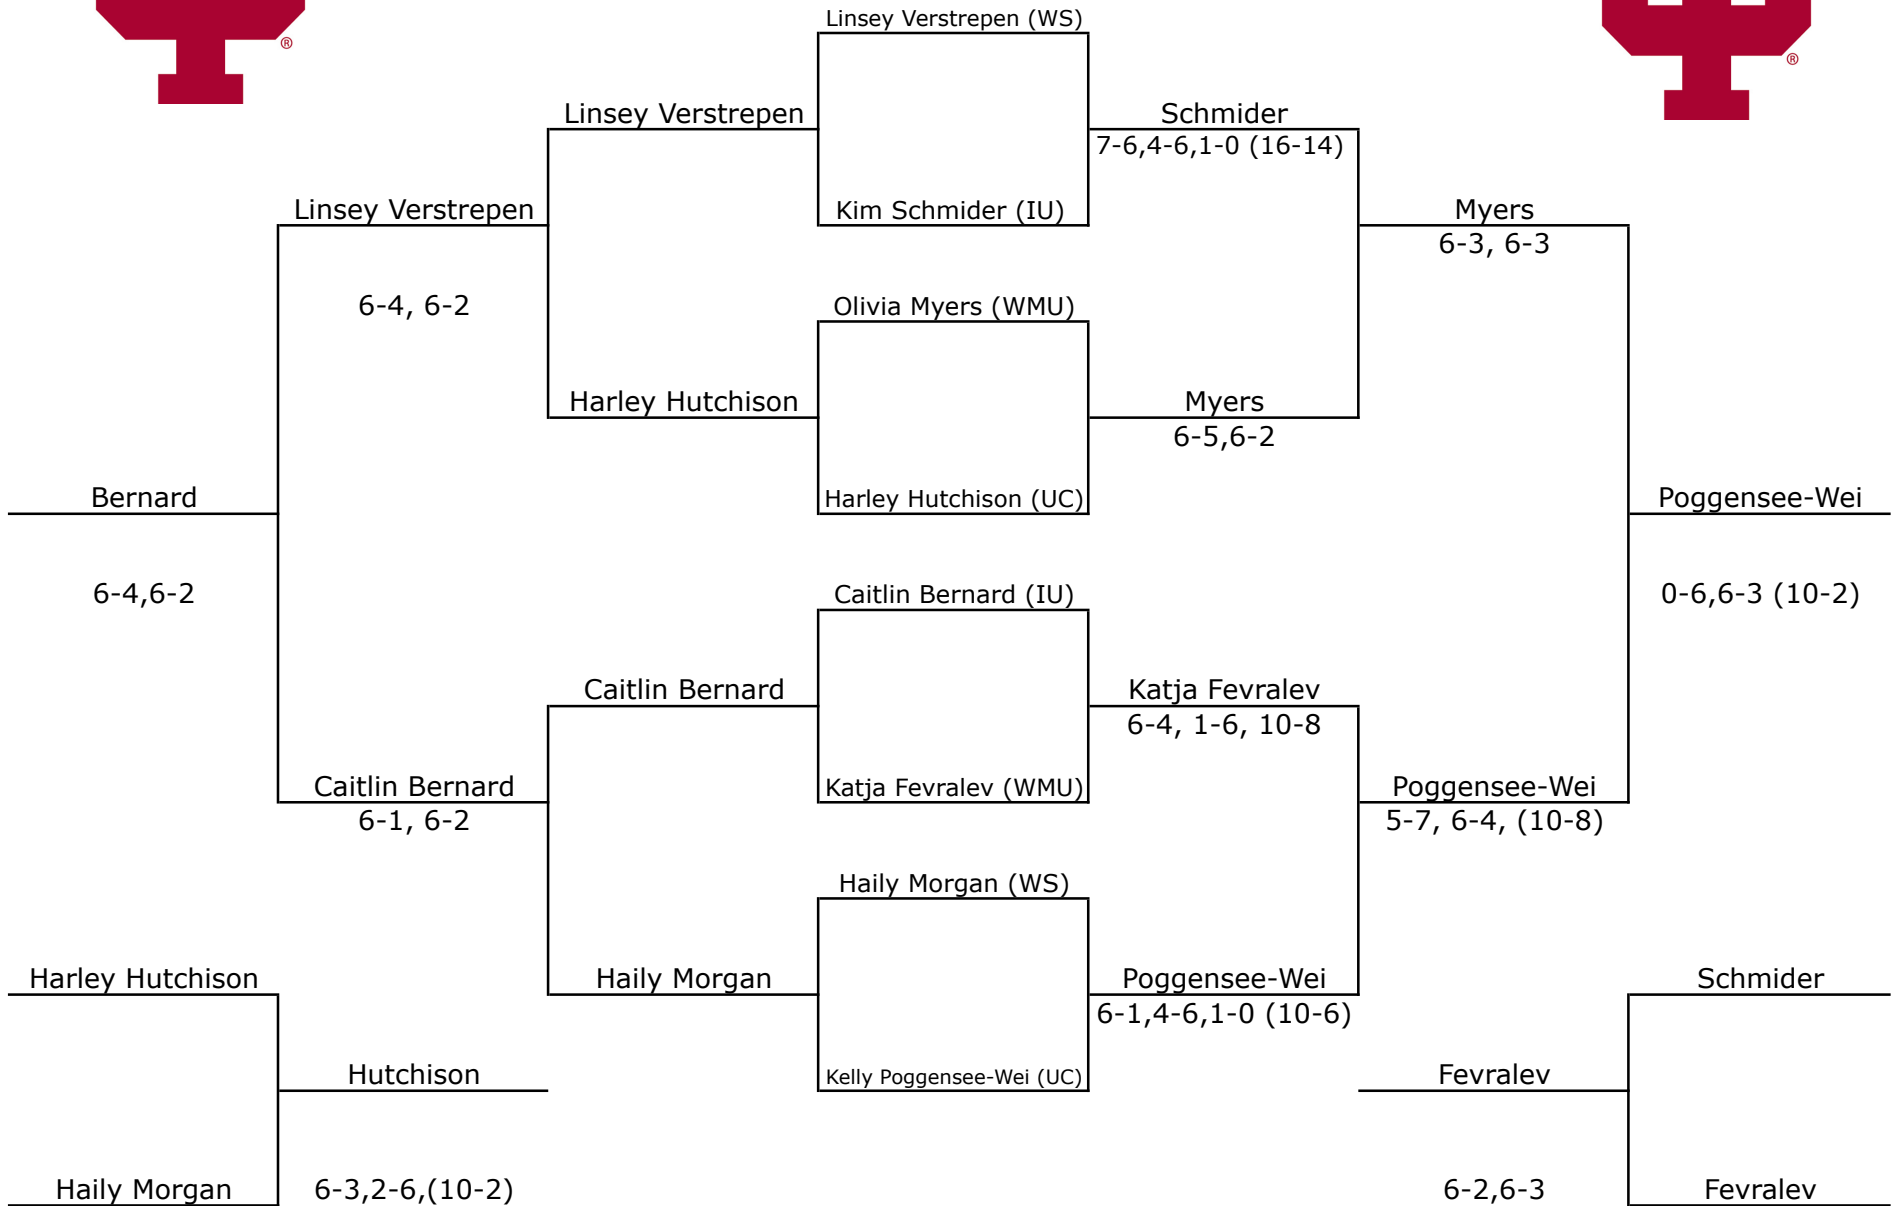 ®
Linsey Verstrepen (WS)
®
Linsey Verstrepen
Schmider
7-6,4-6,1-0 (16-14)
Linsey Verstrepen
Kim Schmider (IU)
Myers
6-3, 6-3
6-4, 6-2
Olivia Myers (WMU)
Harley Hutchison
Myers
6-5,6-2
Bernard
Harley Hutchison (UC)
Poggensee-Wei
6-4,6-2
Caitlin Bernard (IU)
0-6,6-3 (10-2)
Caitlin Bernard
Katja Fevralev
6-4, 1-6, 10-8
Caitlin Bernard
Katja Fevralev (WMU)
Poggensee-Wei
6-1, 6-2
5-7, 6-4, (10-8)
Haily Morgan (WS)
Harley Hutchison
Haily Morgan
Poggensee-Wei
Schmider
6-1,4-6,1-0 (10-6)
Hutchison
Kelly Poggensee-Wei (UC)
Fevralev
Haily Morgan
6-3,2-6,(10-2)
6-2,6-3
Fevralev